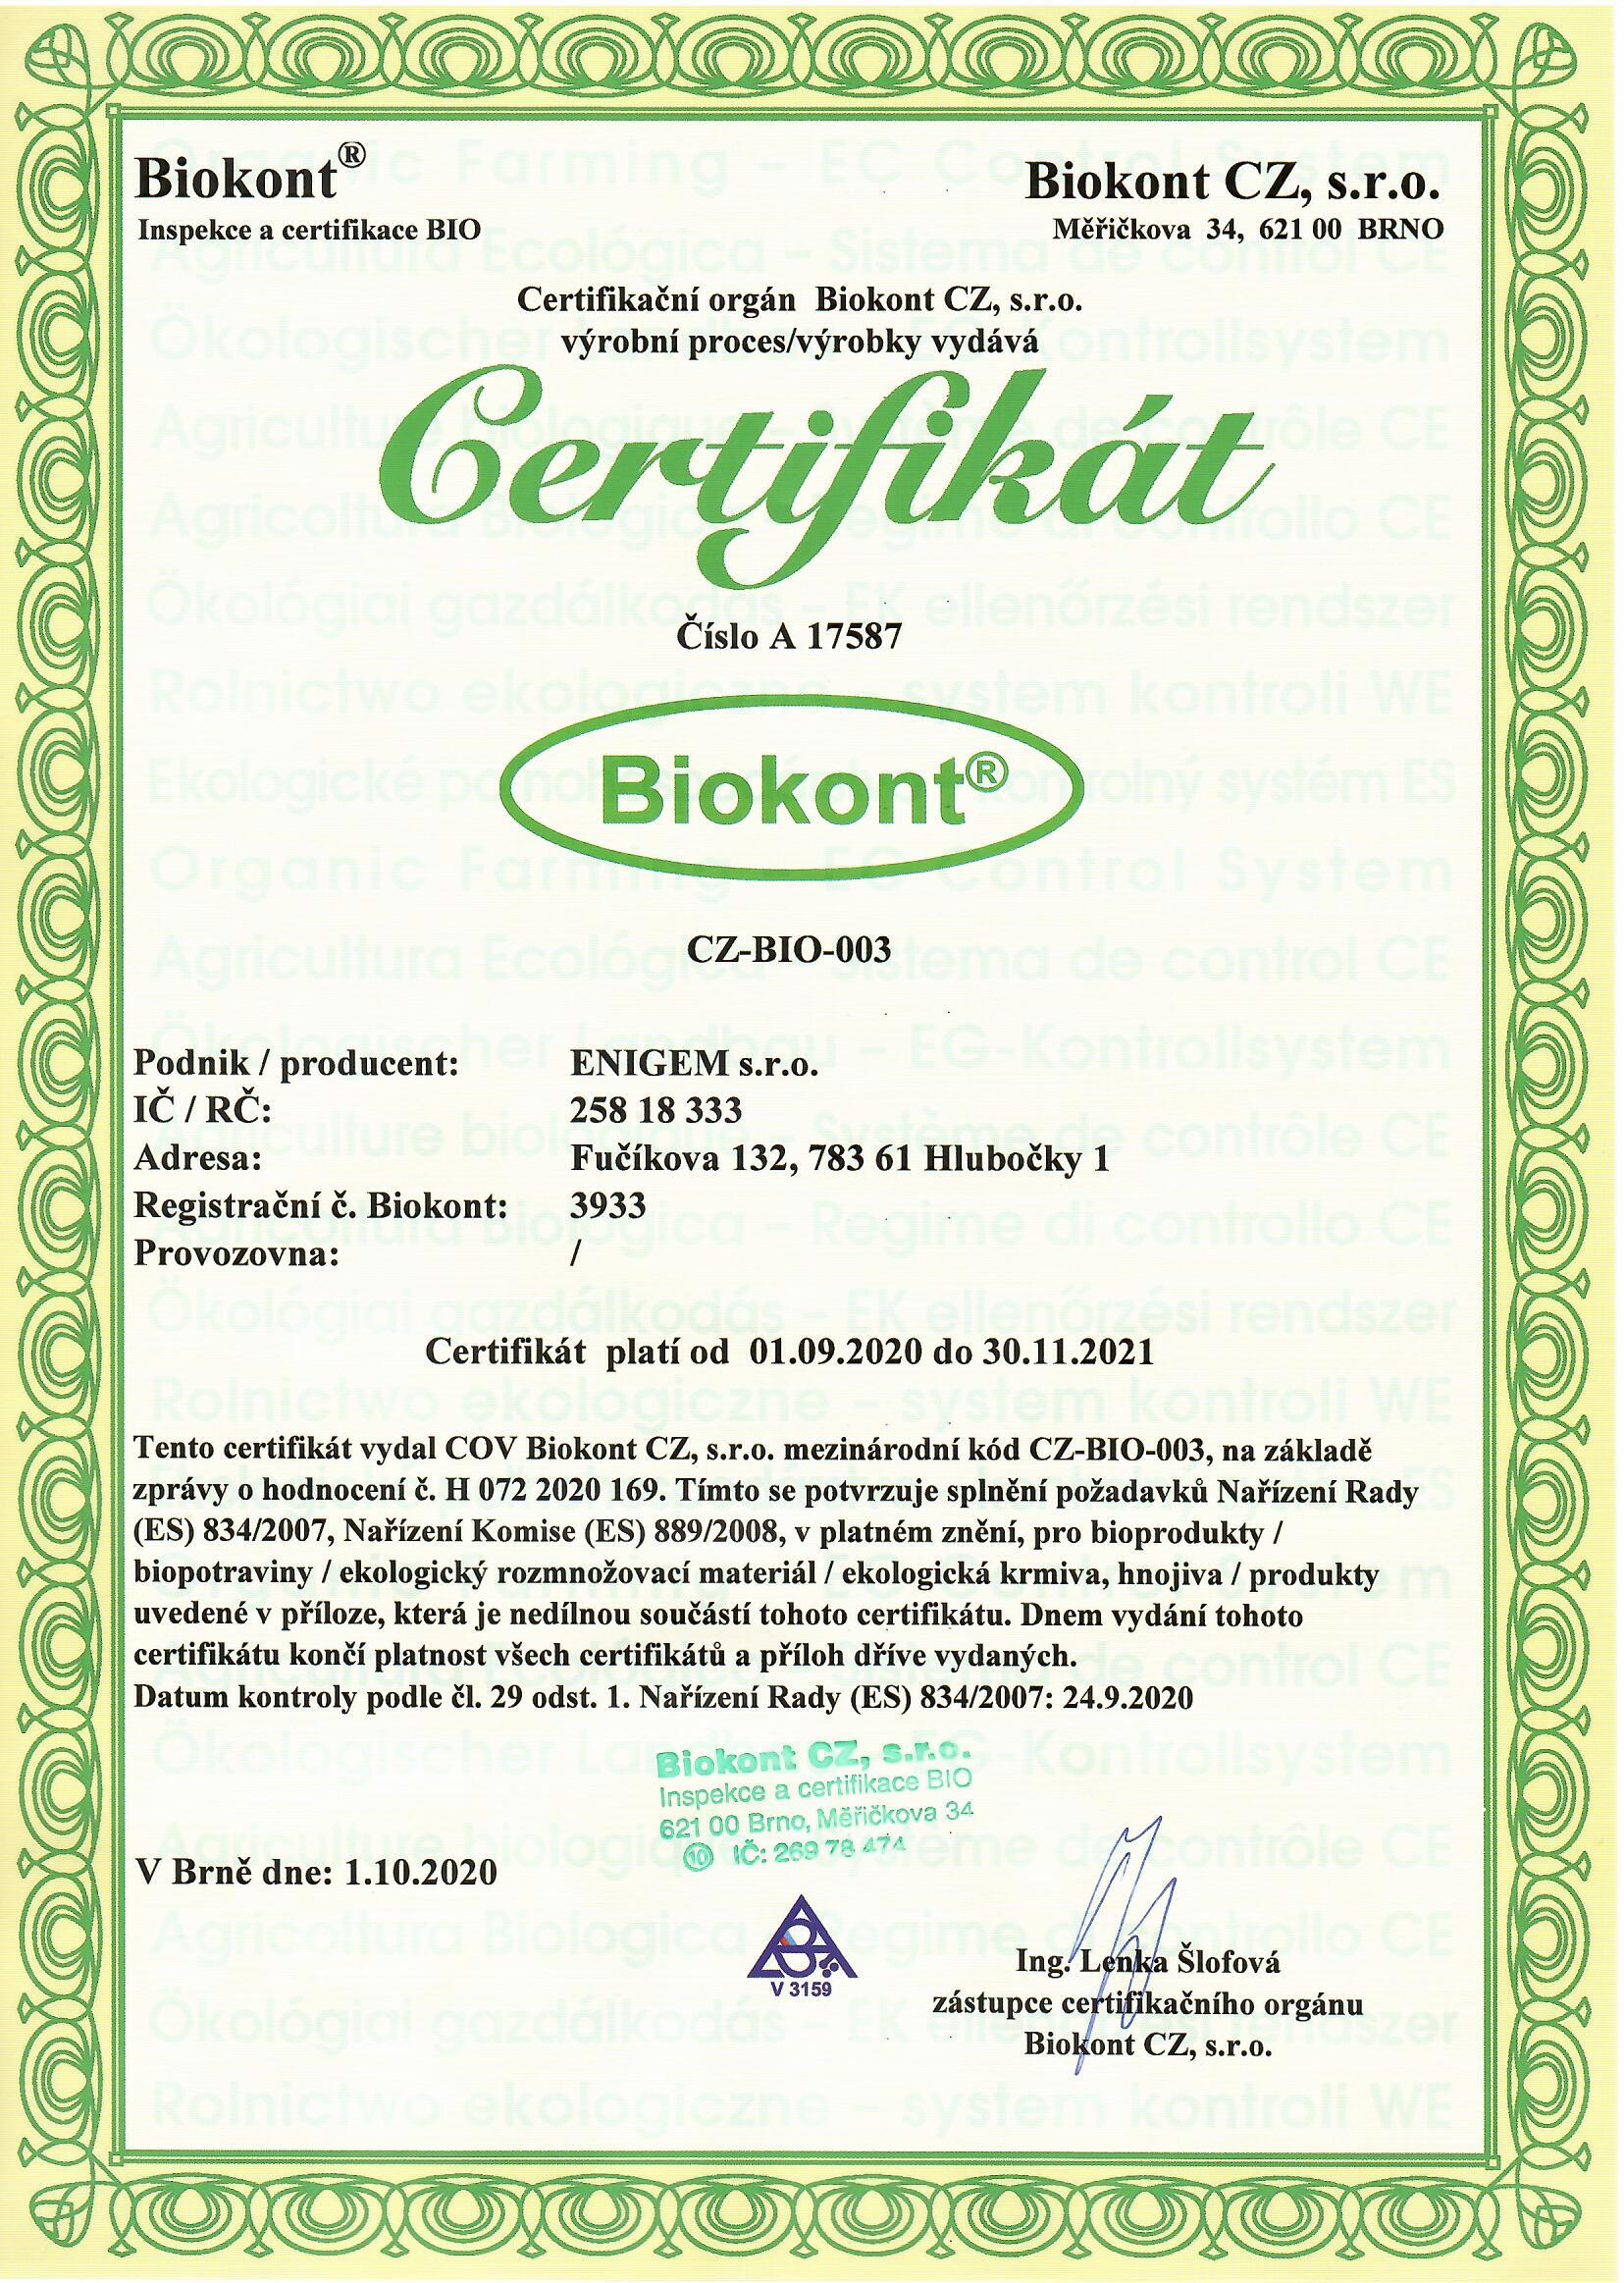 Biokont®
Inspekce a certifikace BIO
Biokont CZ, s.r.o.
Měřičkova 34, 621 00 BRNO
Certifikační orgán Biokont CZ, s.r.o.
výrobní proces/výrobky vydává
Certifikát
Číslo A 17587
Biokont®
CZ-BIO-003
Podnik / producent: ENIGEM s.r.o.
IČ / RČ: 258 18 333
Adresa: Fučíkova 132, 783 61 Hlubočky 1
Registrační č. Biokont: 3933
Provozovna: /
Certifikát platí od 01.09.2020 do 30.11.2021
Tento certifikát vydal COV Biokont CZ, s.r.o. mezinárodní kód CZ-BIO-003, na základě
zprávy o hodnocení č. H 072 2020 169. Tímto se potvrzuje splnění požadavků Nařízení Rady
(ES) 834/2007, Nařízení Komise (ES) 889/2008, v platném znění, pro bioprodukty /
biopotraviny / ekologický rozmnožovací materiál / ekologická krmiva, hnojiva / produkty
uvedené v příloze, která je nedílnou součástí tohoto certifikátu. Dnem vydání tohoto
certifikátu končí platnost všech certifikátů a příloh dříve vydaných.
Datum kontroly podle čl. 29 odst. 1. Nařízení Rady (ES) 834/2007: 24.9.2020
Biokont CZ, s.r.o.
Inspekce a certifikace BIO
621 00 Brno, Měřičkova 34
10 IČ: 269 78 474
V Brně dne: 1.10.2020
V 3159
Ing. Lenka Šlofová
zástupce certifikačního orgánu
Biokont CZ, s.r.o.